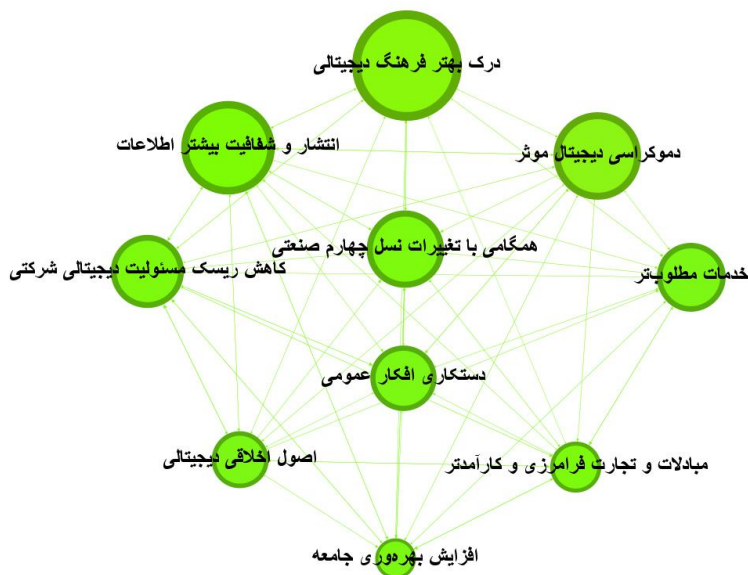 درک بهتر فرهنگ دیجیتالی
انتشار و شفافیت بیشتر اطلاعات
دموکراسی دیجیتال موثر
همگامی با تغییرات نسل چهارم صنعتی
کاهش ریسک مسئولیت دیجیتالی شرکتی
خدمات مطلوب‌تر
دستکاری افکار عمومی
اصول اخلاقی دیجیتالی
مبادلات و تجارت فرامرزی و کارآمدتر
افزایش بهره‌وری جامعه